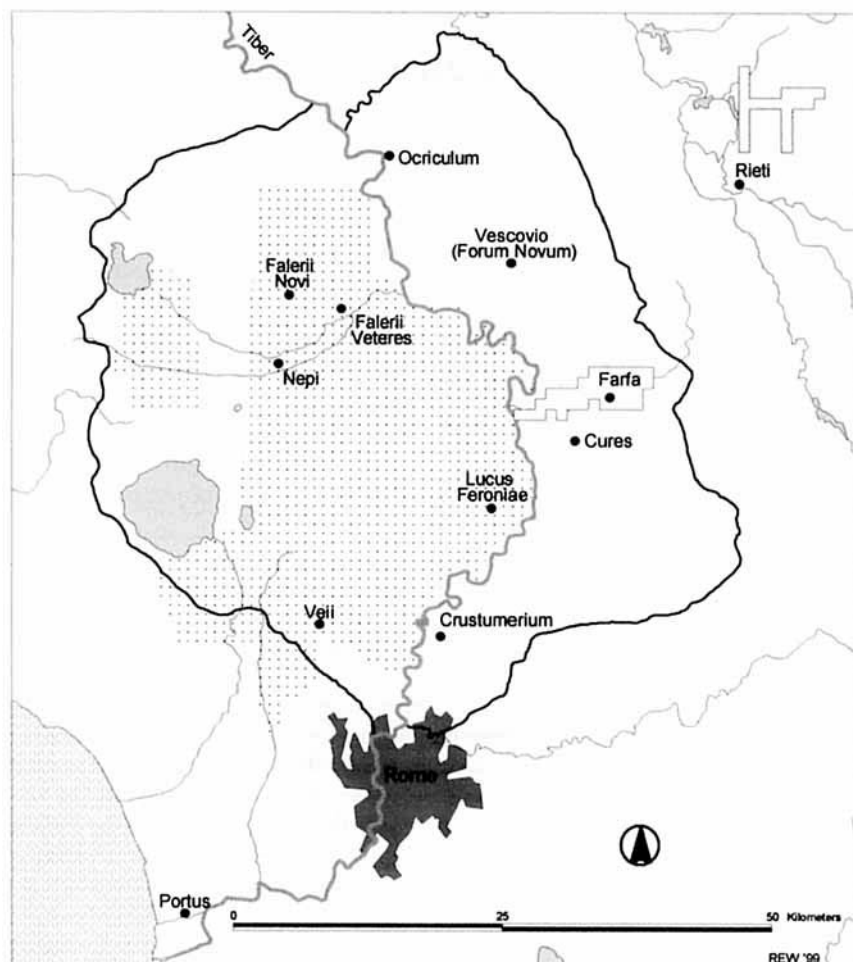 Tiber
Ocriculum
Rieti
Vescovio
(Forum Novum)
Falerii
Novi
Falerii
Veteres
Nepi
Farfa
Cures
Lucus
Feroniae
Veii
Crustumerium
Rome
Portus
0 25 50 Kilometers
REW '99